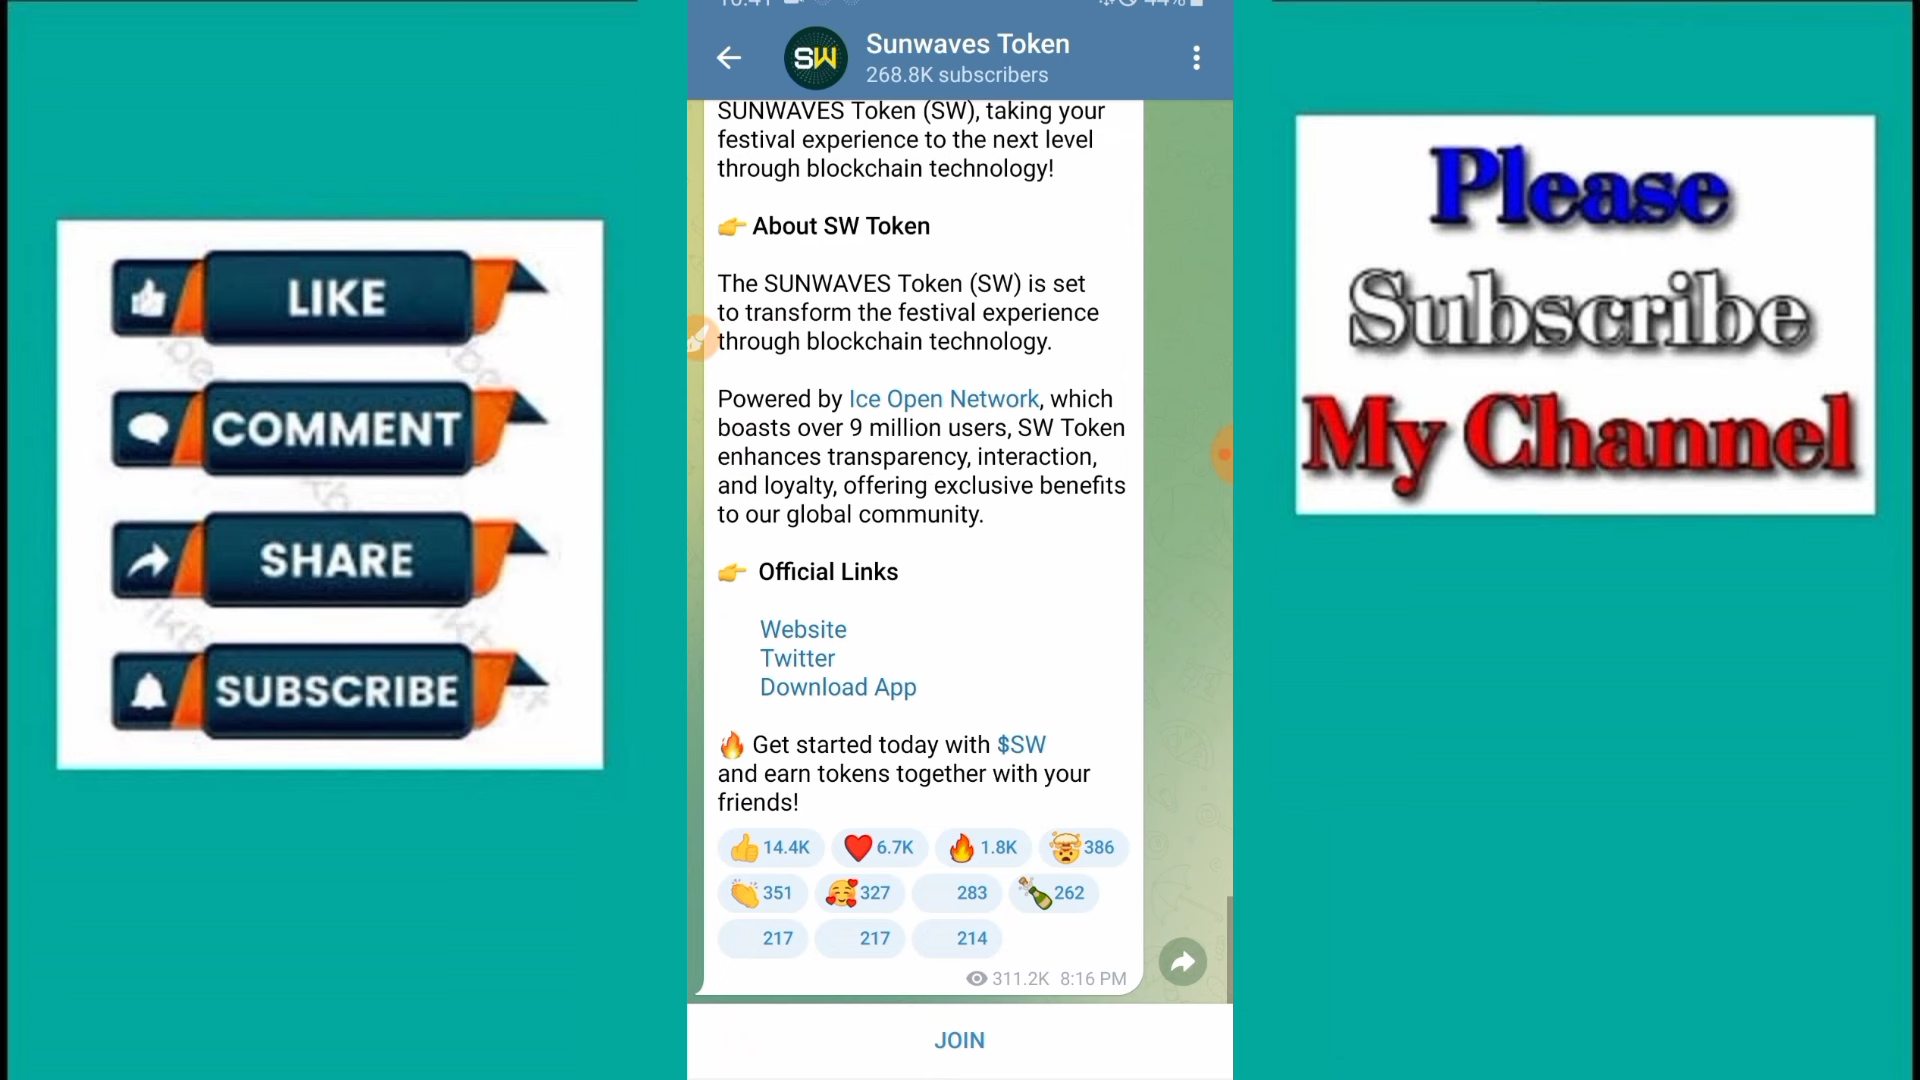 LIKE
COMMENT
SHARE
SUBSCRIBE
SW
Sunwaves Token
268.8K subscribers
SUNWAVES Token (SW), taking your
festival experience to the next level
through blockchain technology!
👉 About SW Token
The SUNWAVES Token (SW) is set
to transform the festival experience
through blockchain technology.
Powered by Ice Open Network, which
boasts over 9 million users, SW Token
enhances transparency, interaction,
and loyalty, offering exclusive benefits
to our global community.
👉 Official Links
Website
Twitter
Download App
🔥 Get started today with $SW
and earn tokens together with your
friends!
👍 14.4K ❤️ 6.7K 🔥 1.8K 🤯 386
👏 351 🥰 327 283 🍾 262
217 217 214
311.2K 8:16 PM
JOIN
Please
Subscribe
My Channel